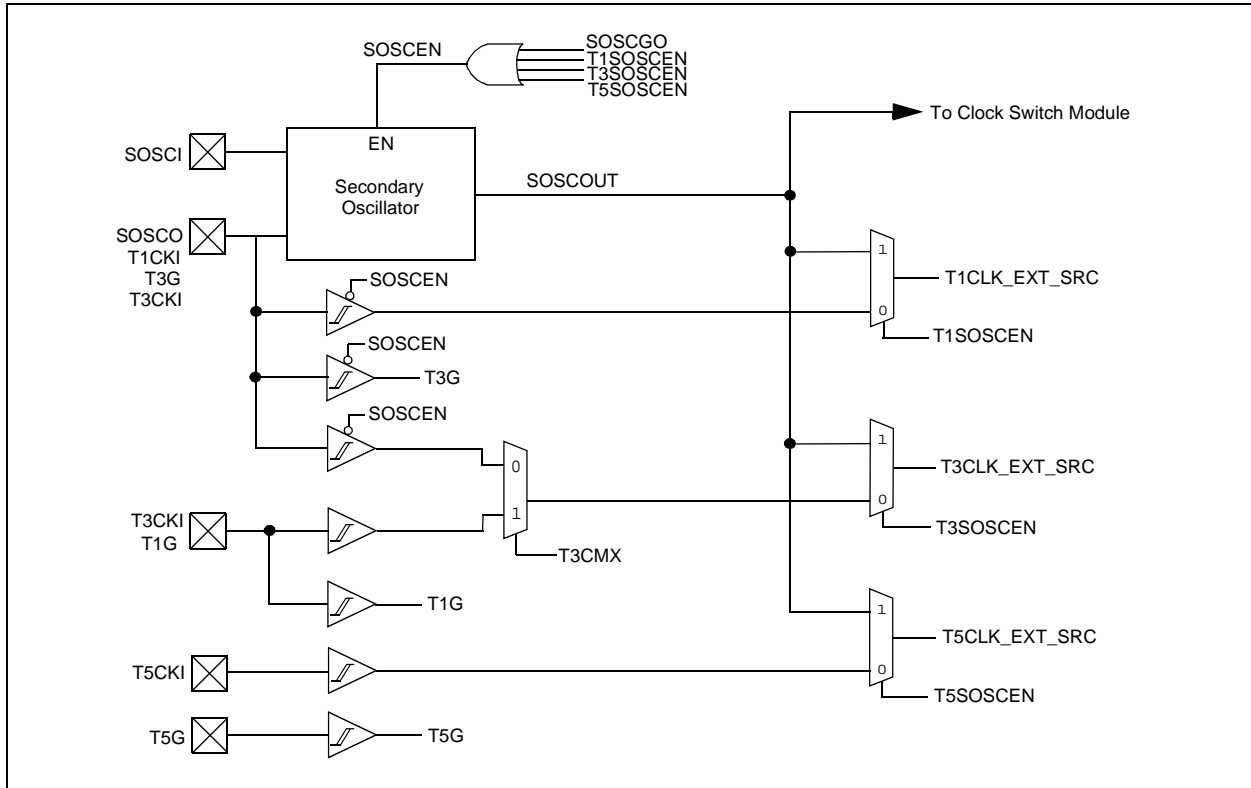 SOSCEN
SOSCGO
T1SOSCEN
T3SOSCEN
T5SOSCEN
To Clock Switch Module
SOSCI
EN
Secondary
Oscillator
SOSCOUT
SOSCO
T1CKI
T3G
T3CKI
SOSCEN
1
0
T1CLK_EXT_SRC
T1SOSCEN
SOSCEN
T3G
SOSCEN
0
1
T3CMX
1
0
T3CLK_EXT_SRC
T3SOSCEN
T3CKI
T1G
T1G
1
0
T5CLK_EXT_SRC
T5SOSCEN
T5CKI
T5G
T5G